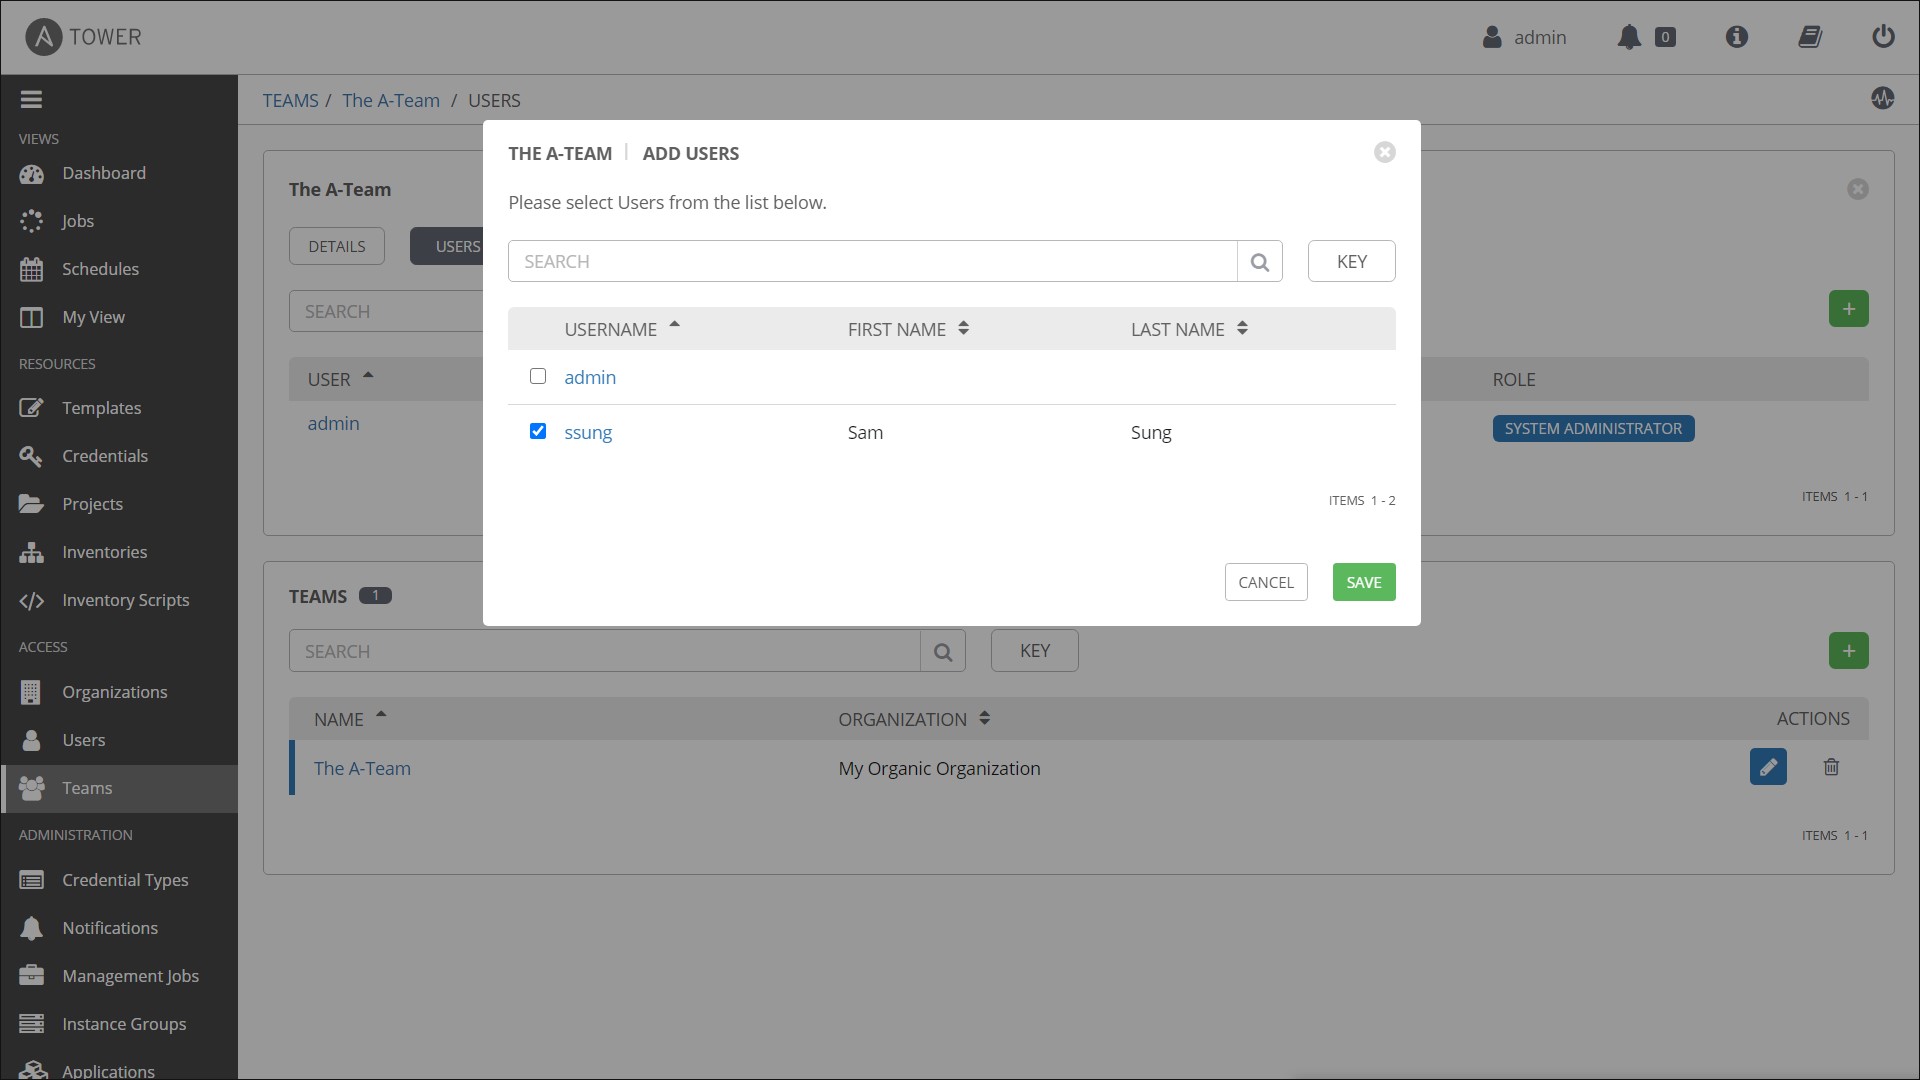 TOWER
admin
0
VIEWS
Dashboard
Jobs
Schedules
My View
RESOURCES
Templates
Credentials
Projects
Inventories
Inventory Scripts
ACCESS
Organizations
Users
Teams
ADMINISTRATION
Credential Types
Notifications
Management Jobs
Instance Groups
Applications
TEAMS / The A-Team / USERS
The A-Team
DETAILS
USERS
SEARCH
+
USER
ROLE
admin
SYSTEM ADMINISTRATOR
ITEMS 1 - 1
THE A-TEAM | ADD USERS
Please select Users from the list below.
SEARCH
KEY
USERNAME FIRST NAME LAST NAME
admin
ssung Sam Sung
ITEMS 1 - 2
CANCEL SAVE
TEAMS 1
SEARCH
KEY
+
NAME ORGANIZATION ACTIONS
The A-Team My Organic Organization
ITEMS 1 - 1